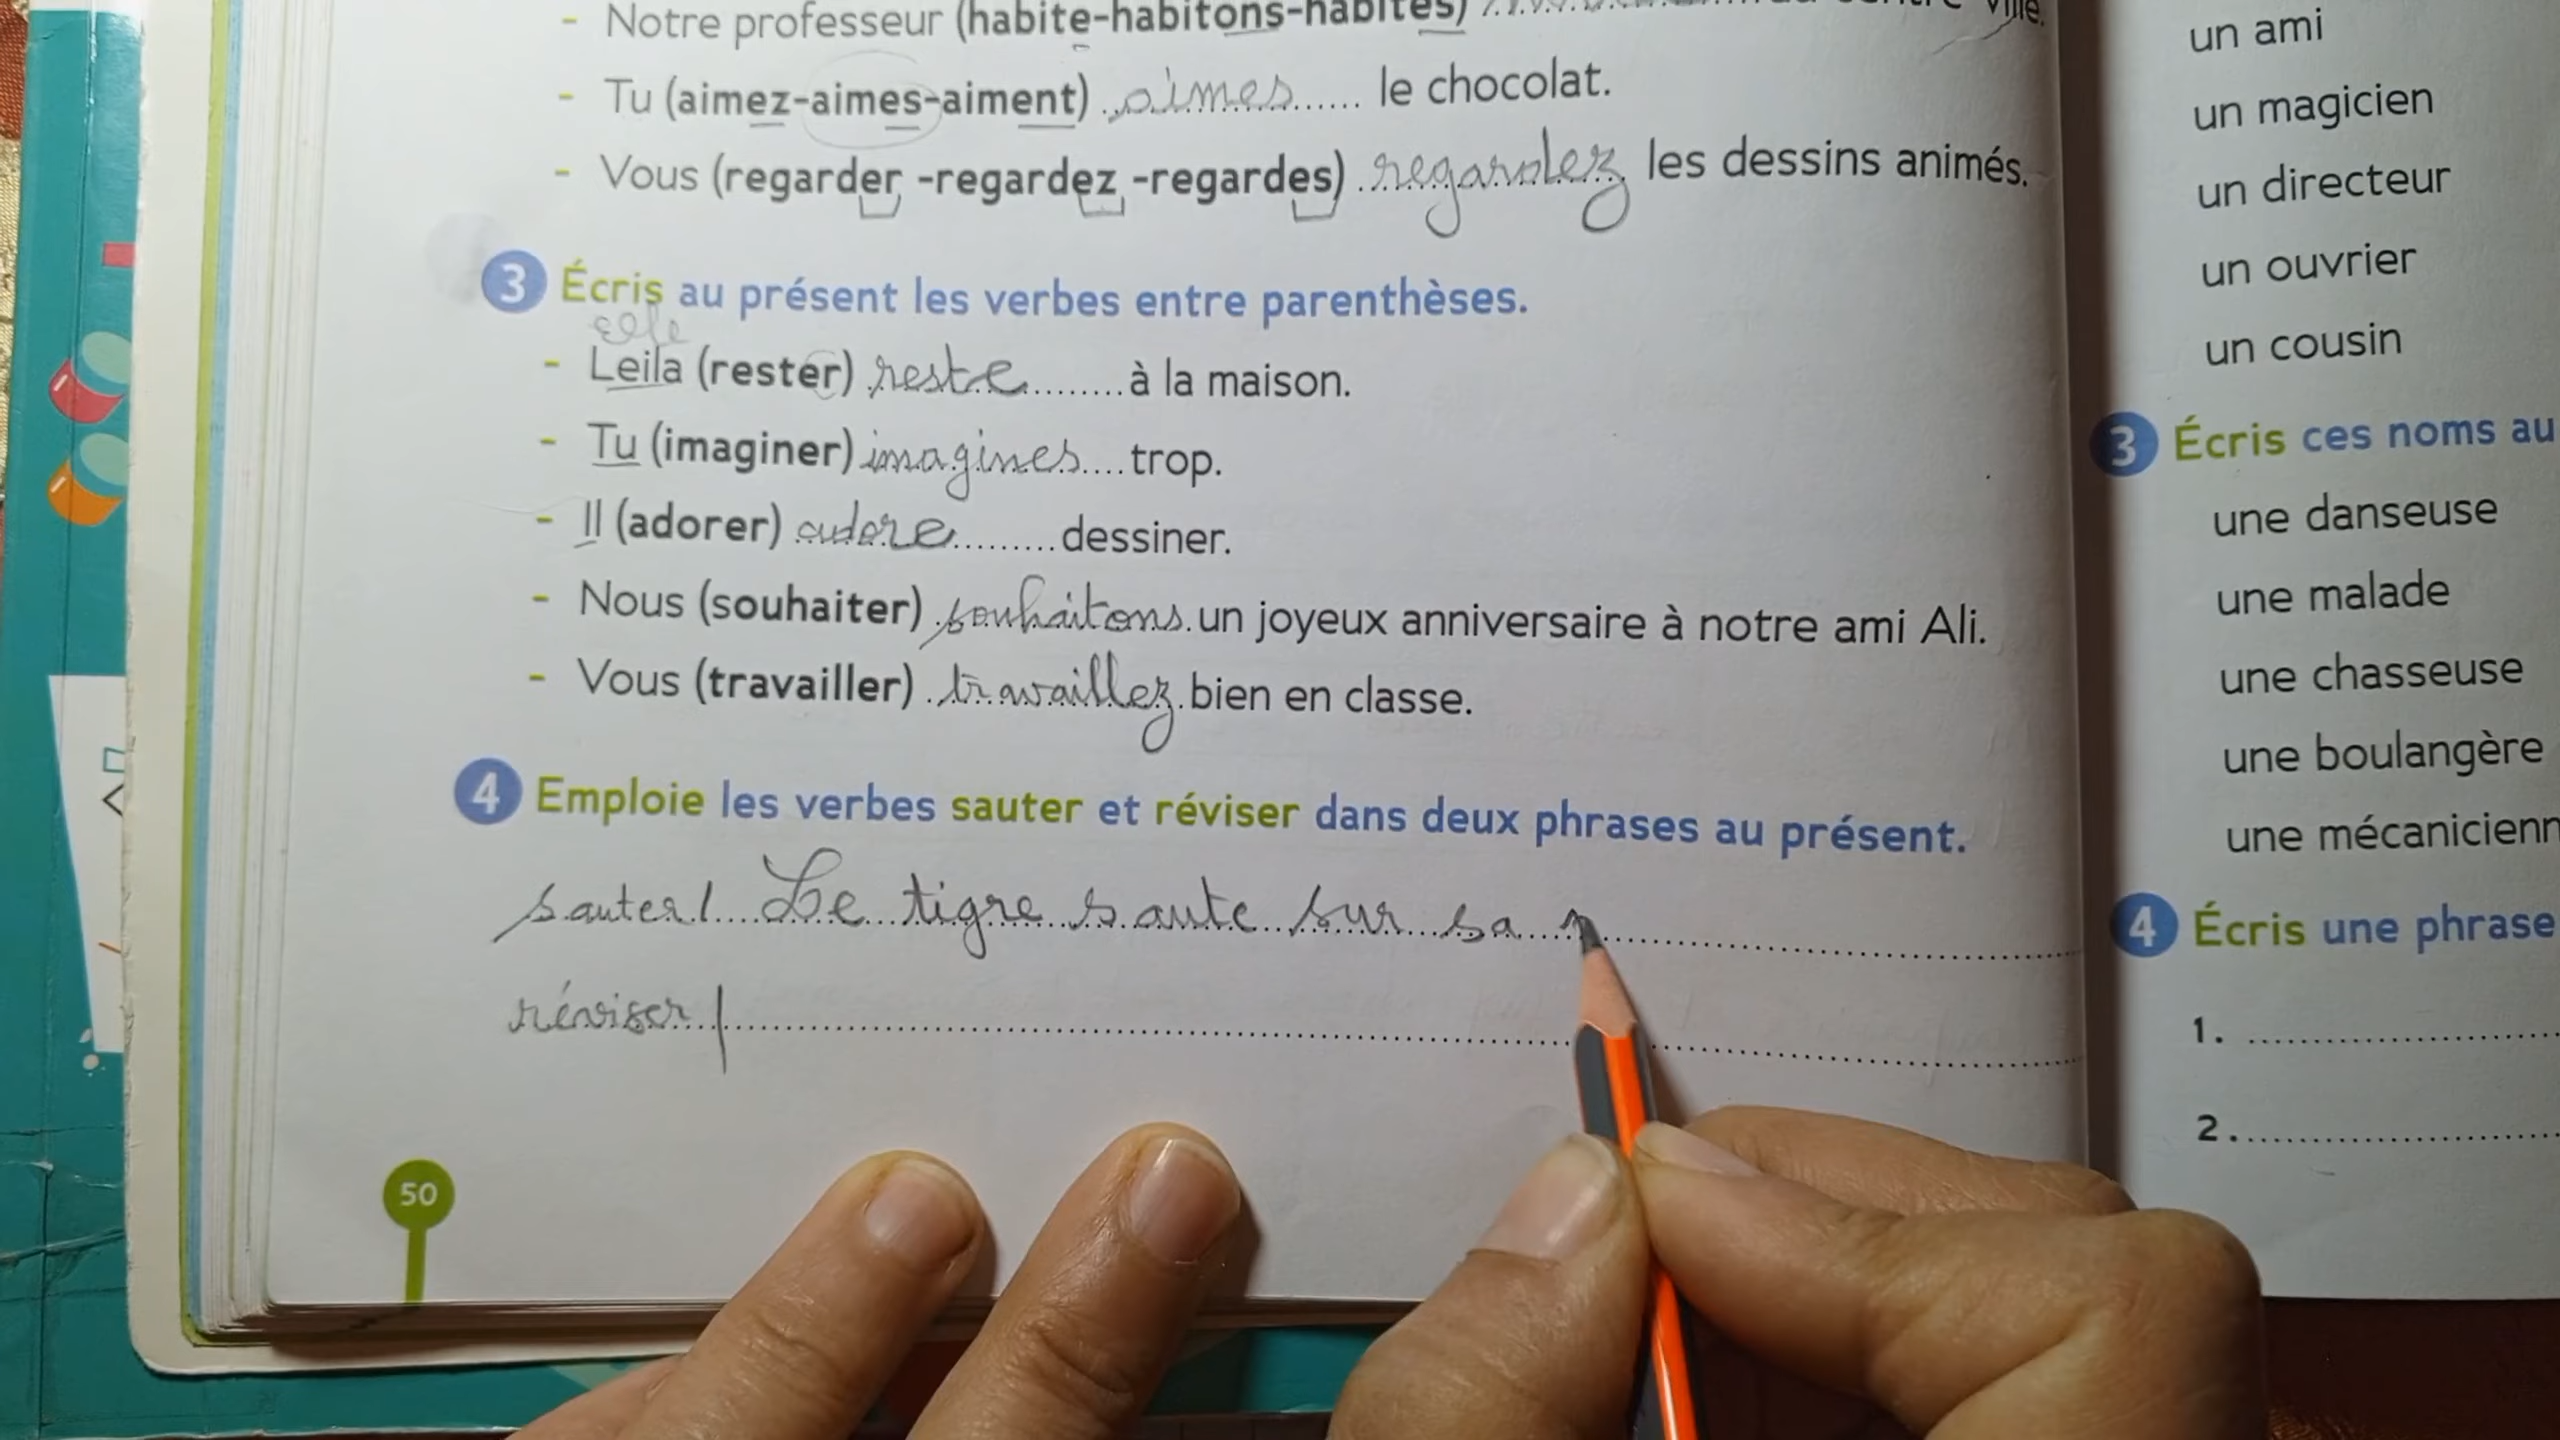 - Notre professeur (habite-habitons-habites) ville.
- Tu (aimez-aimes-aiment) aimes le chocolat.
- Vous (regarder -regardez -regardes) regardez les dessins animés.
3 Écris au présent les verbes entre parenthèses.
elle
- Leila (rester) reste à la maison.
- Tu (imaginer) imagines trop.
- Il (adorer) adore dessiner.
- Nous (souhaiter) souhaitons un joyeux anniversaire à notre ami Ali.
- Vous (travailler) travaillez bien en classe.
4 Emploie les verbes sauter et réviser dans deux phrases au présent.
sauter/ Le tigre saute sur sa
réviser/
50
un ami
un magicien
un directeur
un ouvrier
un cousin
3 Écris ces noms au
une danseuse
une malade
une chasseuse
une boulangère
une mécanicienn
4 Écris une phrase
1.
2.